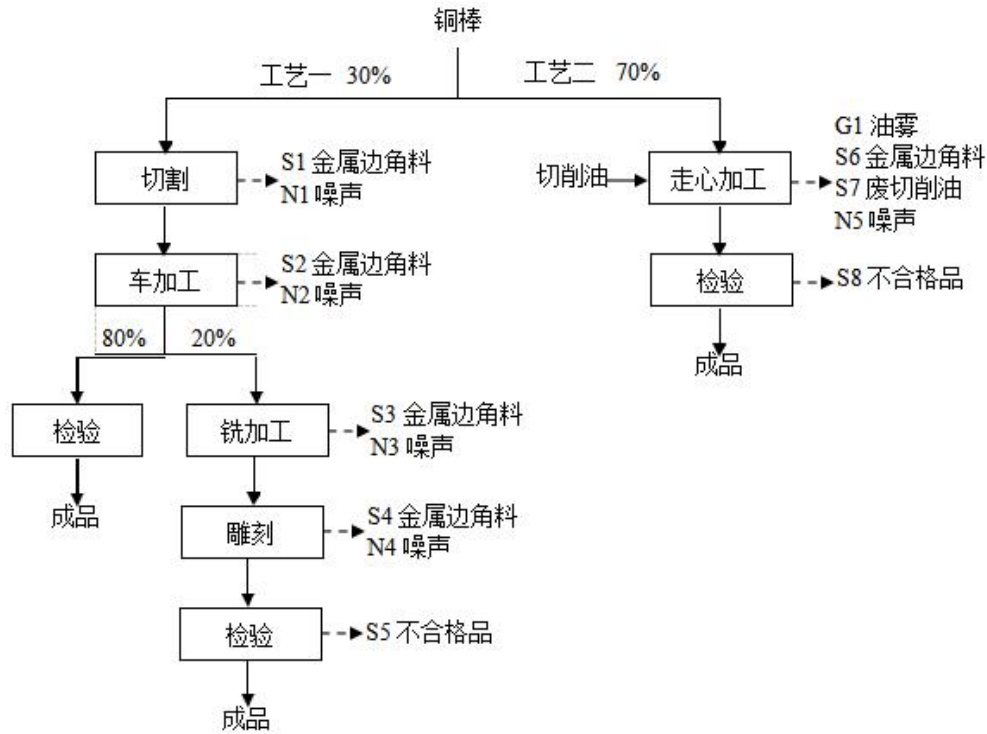 铜棒
工艺一 30%
工艺二 70%
切割
S1 金属边角料
N1 噪声
切削油
走心加工
G1 油雾
S6 金属边角料
S7 废切削油
N5 噪声
车加工
S2 金属边角料
N2 噪声
检验
S8 不合格品
成品
80%
20%
检验
成品
铣加工
S3 金属边角料
N3 噪声
雕刻
S4 金属边角料
N4 噪声
检验
S5 不合格品
成品